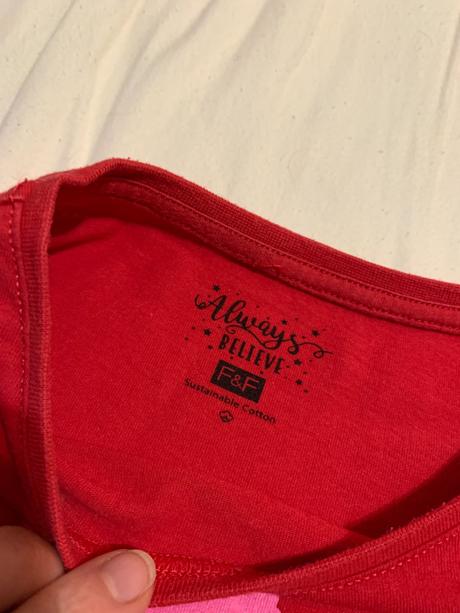 Always
BELIEVE
F&F
Sustainable Cotton